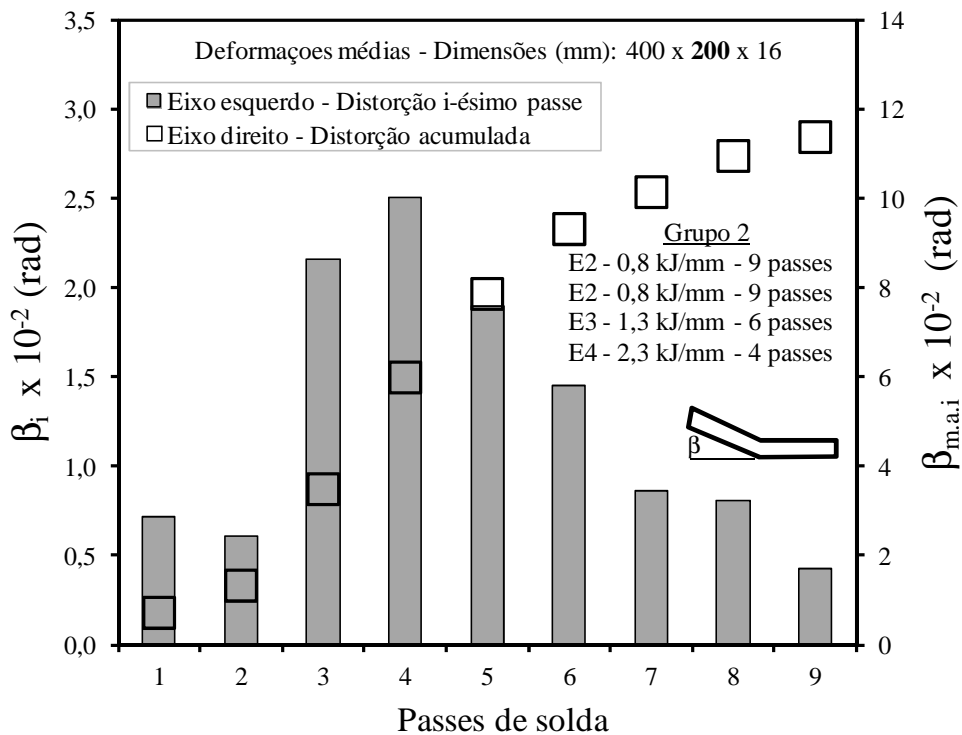 Deformaçoes médias - Dimensões (mm): 400 x 200 x 16
Eixo esquerdo - Distorção i-ésimo passe
Eixo direito - Distorção acumulada
Grupo 2
E2 - 0,8 kJ/mm - 9 passes
E2 - 0,8 kJ/mm - 9 passes
E3 - 1,3 kJ/mm - 6 passes
E4 - 2,3 kJ/mm - 4 passes
β
βi x 10-2 (rad)
3,5
3,0
2,5
2,0
1,5
1,0
0,5
0,0
14
12
10
8
6
4
2
0
βm.a.i x 10-2 (rad)
1 2 3 4 5 6 7 8 9
Passes de solda